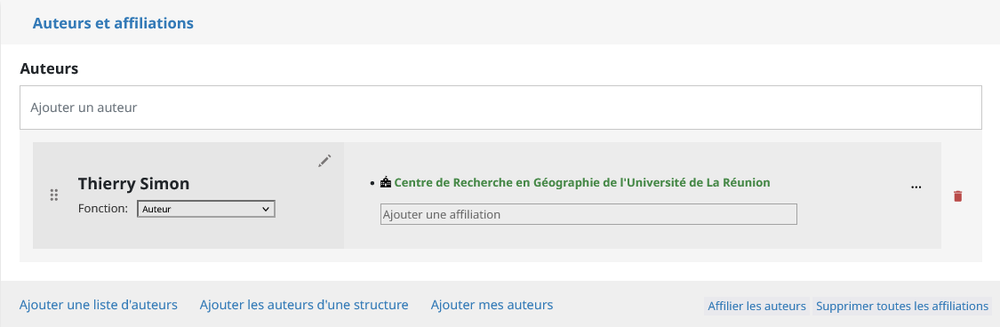 Auteurs et affiliations
Auteurs
Ajouter un auteur
Thierry Simon
Fonction: Auteur
Centre de Recherche en Géographie de l'Université de La Réunion
...
Ajouter une affiliation
Ajouter une liste d'auteurs Ajouter les auteurs d'une structure Ajouter mes auteurs Affilier les auteurs Supprimer toutes les affiliations